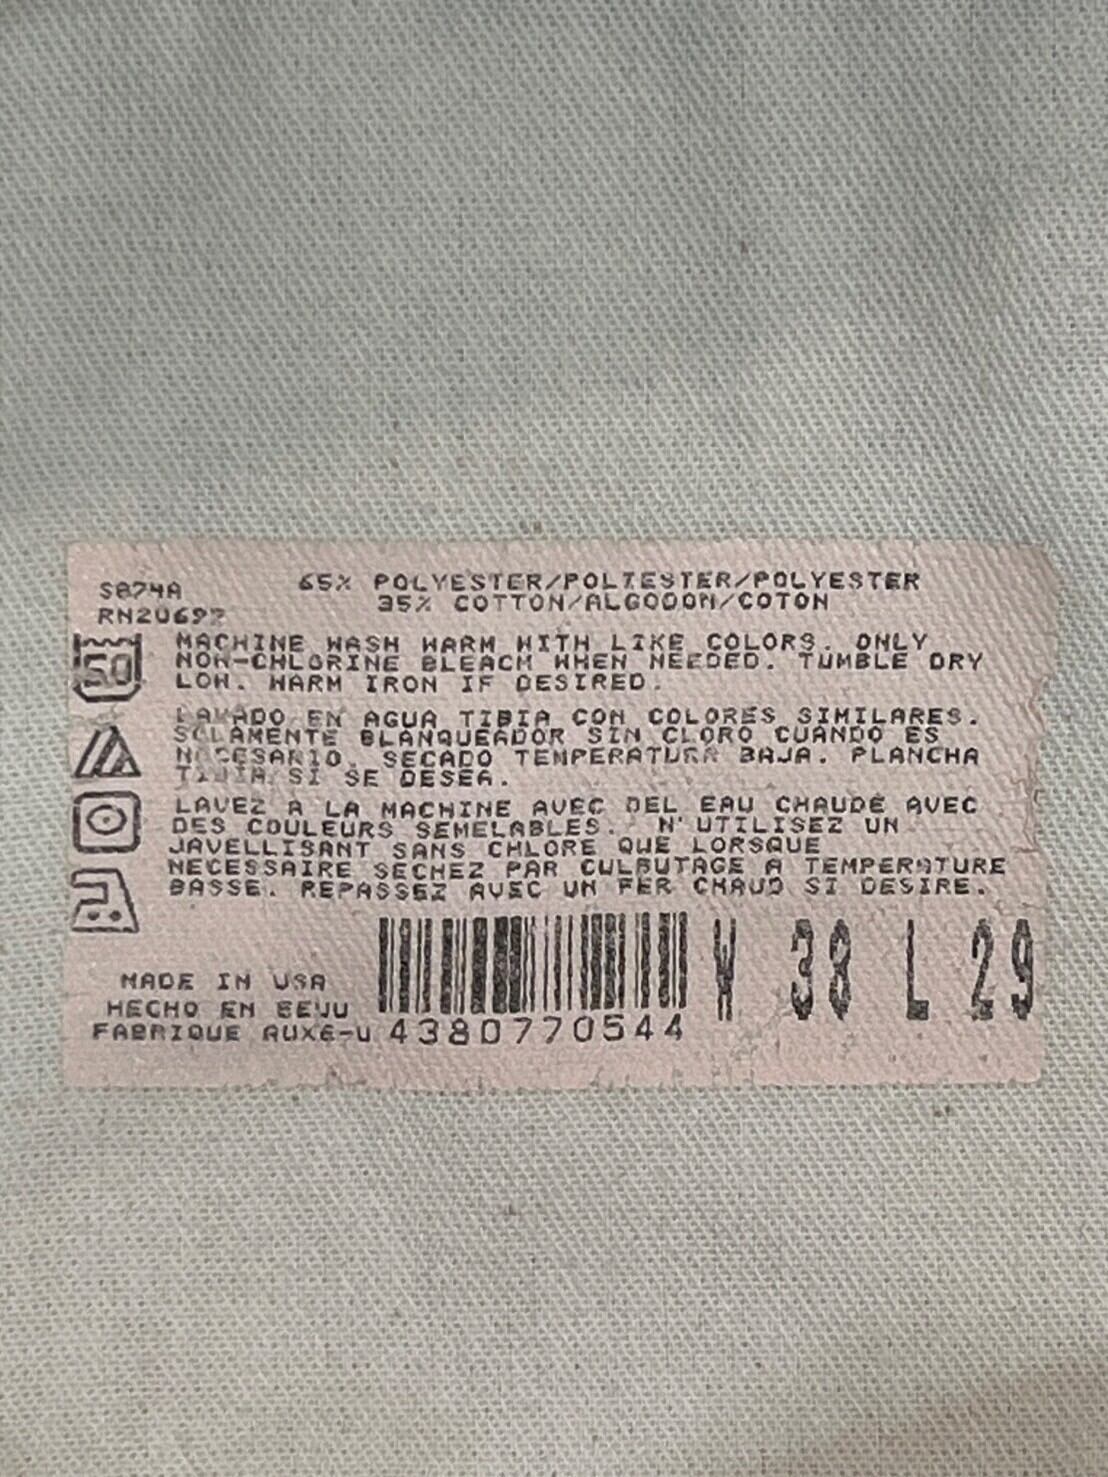 S874A
RN20697
65% POLYESTER/POLIESTER/POLYESTER
35% COTTON/ALGODON/COTON
50
MACHINE WASH WARM WITH LIKE COLORS. ONLY
NON-CHLORINE BLEACH WHEN NEEDED. TUMBLE DRY
LOW. WARM IRON IF DESIRED.
LAVADO EN AGUA TIBIA CON COLORES SIMILARES.
SOLAMENTE BLANQUEADOR SIN CLORO CUANDO ES
NECESARIO. SECADO TEMPERATURA BAJA. PLANCHA
TIBIA SI SE DESEA.
LAVEZ A LA MACHINE AVEC DEL EAU CHAUDE AVEC
DES COULEURS SEMELABLES. N'UTILISEZ UN
JAVELLISANT SANS CHLORE QUE LORSQUE
NECESSAIRE SECHEZ PAR CULBUTAGE A TEMPERATURE
BASSE. REPASSEZ AVEC UN FER CHAUD SI DESIRE.
MADE IN USA
HECHO EN EEUU
FABRIQUE AUXE-U
4380770544
W 38 L 29